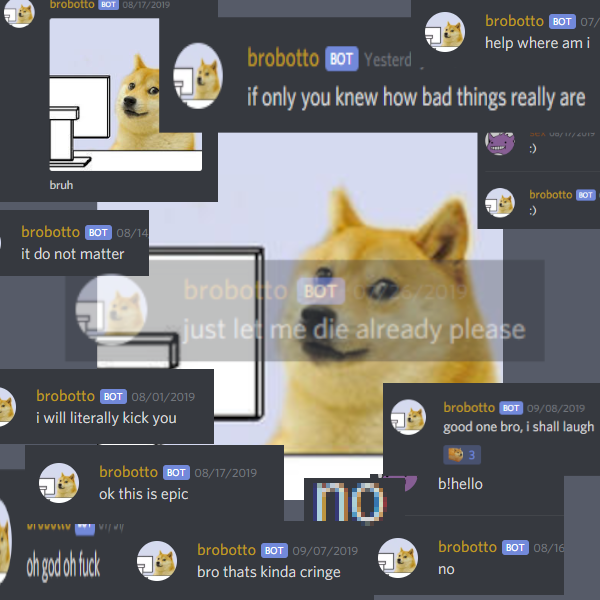 brobotto BOT 08/17/2019
bruh
brobotto BOT Yesterd
if only you knew how bad things really are
brobotto BOT 07/
help where am i
08/17/2019
:)
brobotto BOT
:)
brobotto BOT 08/14
it do not matter
brobotto BOT 2019
just let me die already please
brobotto BOT 08/01/2019
i will literally kick you
brobotto BOT 09/08/2019
good one bro, i shall laugh
3
b!hello
brobotto BOT 08/17/2019
ok this is epic
no
brobotto BOT
oh god oh fuck
brobotto BOT 09/07/2019
bro thats kinda cringe
brobotto BOT 08/16
no